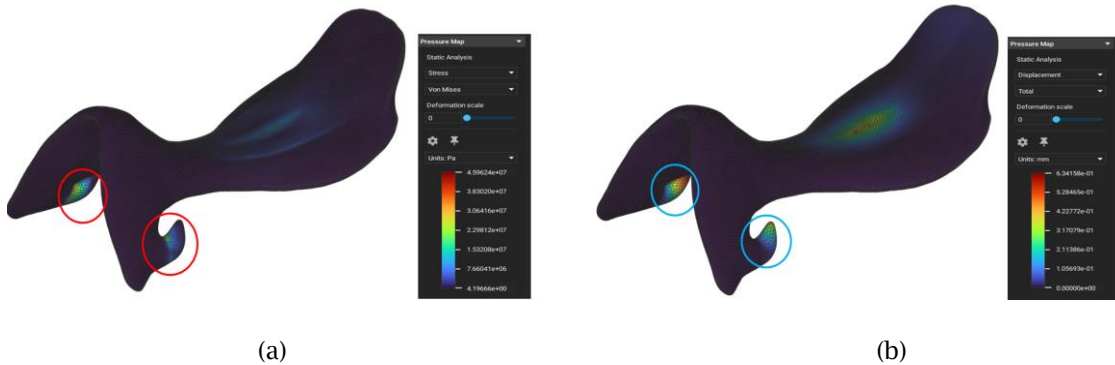 Pressure Map
Static Analysis
Stress
Von Mises
Deformation scale
0
Units: Pa
4.59624e+07
3.83020e+07
3.06416e+07
2.29812e+07
1.53208e+07
7.66041e+06
4.19666e+00
Pressure Map
Static Analysis
Displacement
Total
Deformation scale
0
Units: mm
6.34158e-01
5.28465e-01
4.22772e-01
3.17079e-01
2.11386e-01
1.05693e-01
0.00000e+00
(a)
(b)